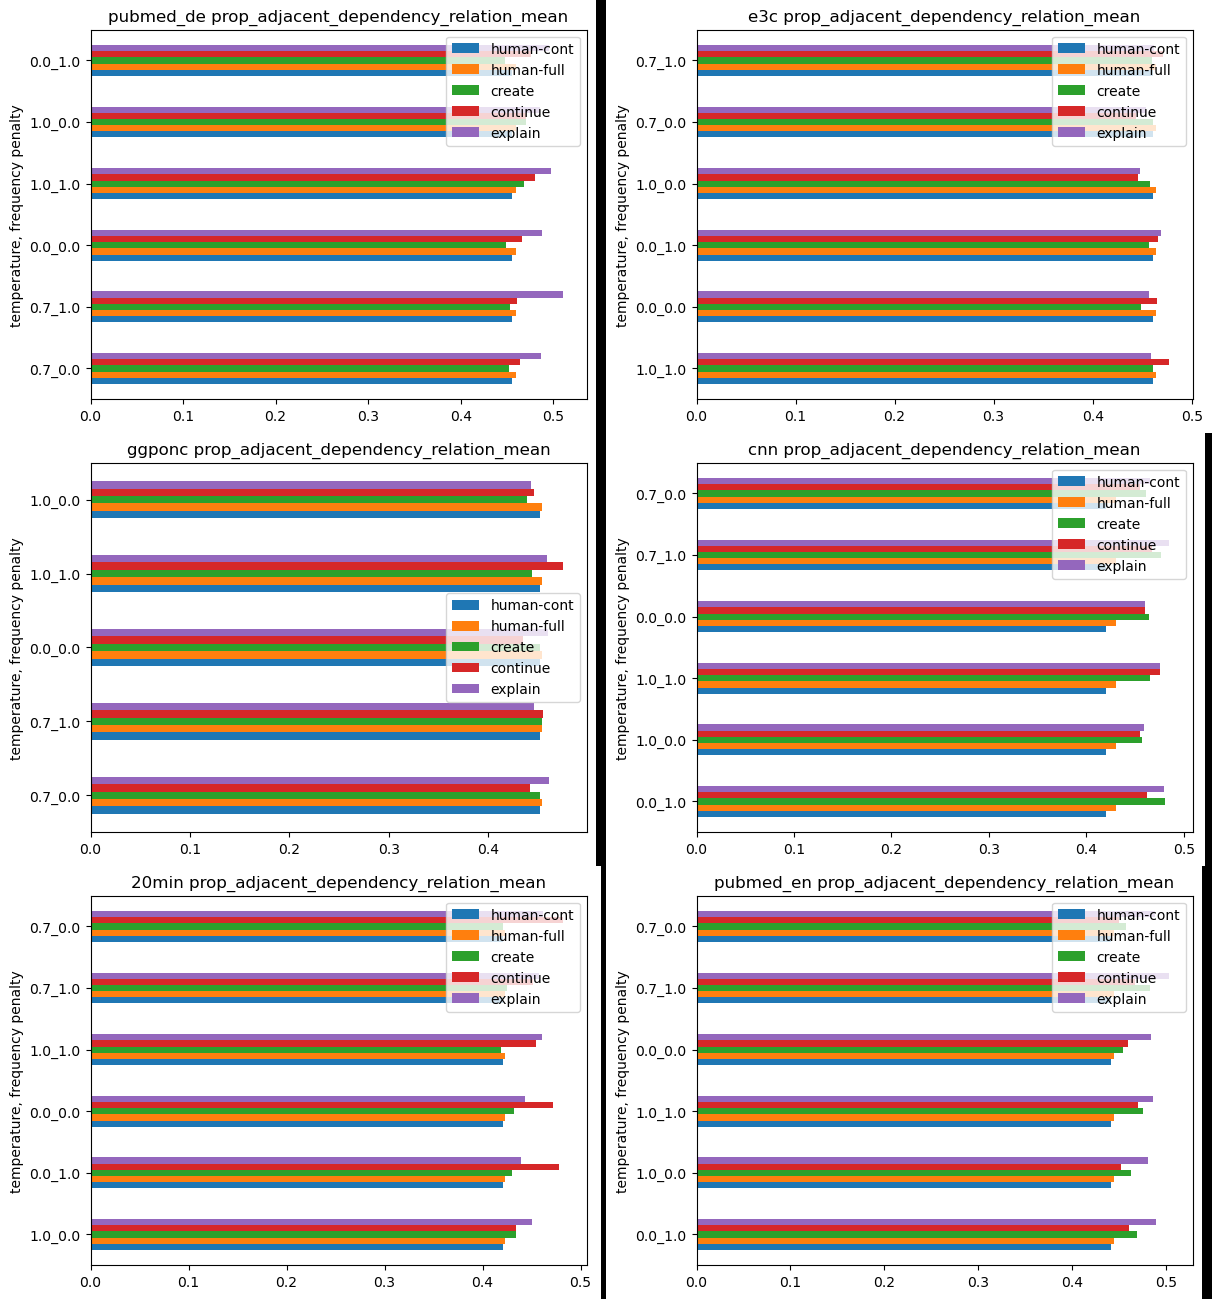 pubmed_de prop_adjacent_dependency_relation_mean
temperature, frequency penalty
0.0_1.0
1.0_0.0
1.0_1.0
0.0_0.0
0.7_1.0
0.7_0.0
human-cont
human-full
create
continue
explain
0.0 0.1 0.2 0.3 0.4 0.5
e3c prop_adjacent_dependency_relation_mean
temperature, frequency penalty
0.7_1.0
0.7_0.0
1.0_0.0
0.0_1.0
0.0_0.0
1.0_1.0
human-cont
human-full
create
continue
explain
0.0 0.1 0.2 0.3 0.4 0.5
ggponc prop_adjacent_dependency_relation_mean
temperature, frequency penalty
1.0_0.0
1.0_1.0
0.0_0.0
0.7_1.0
0.7_0.0
human-cont
human-full
create
continue
explain
0.0 0.1 0.2 0.3 0.4
cnn prop_adjacent_dependency_relation_mean
temperature, frequency penalty
0.7_0.0
0.7_1.0
0.0_0.0
1.0_1.0
1.0_0.0
0.0_1.0
human-cont
human-full
create
continue
explain
0.0 0.1 0.2 0.3 0.4 0.5
20min prop_adjacent_dependency_relation_mean
temperature, frequency penalty
0.7_0.0
0.7_1.0
1.0_1.0
0.0_0.0
0.0_1.0
1.0_0.0
human-cont
human-full
create
continue
explain
0.0 0.1 0.2 0.3 0.4 0.5
pubmed_en prop_adjacent_dependency_relation_mean
temperature, frequency penalty
0.7_0.0
0.7_1.0
0.0_0.0
1.0_1.0
1.0_0.0
0.0_1.0
human-cont
human-full
create
continue
explain
0.0 0.1 0.2 0.3 0.4 0.5